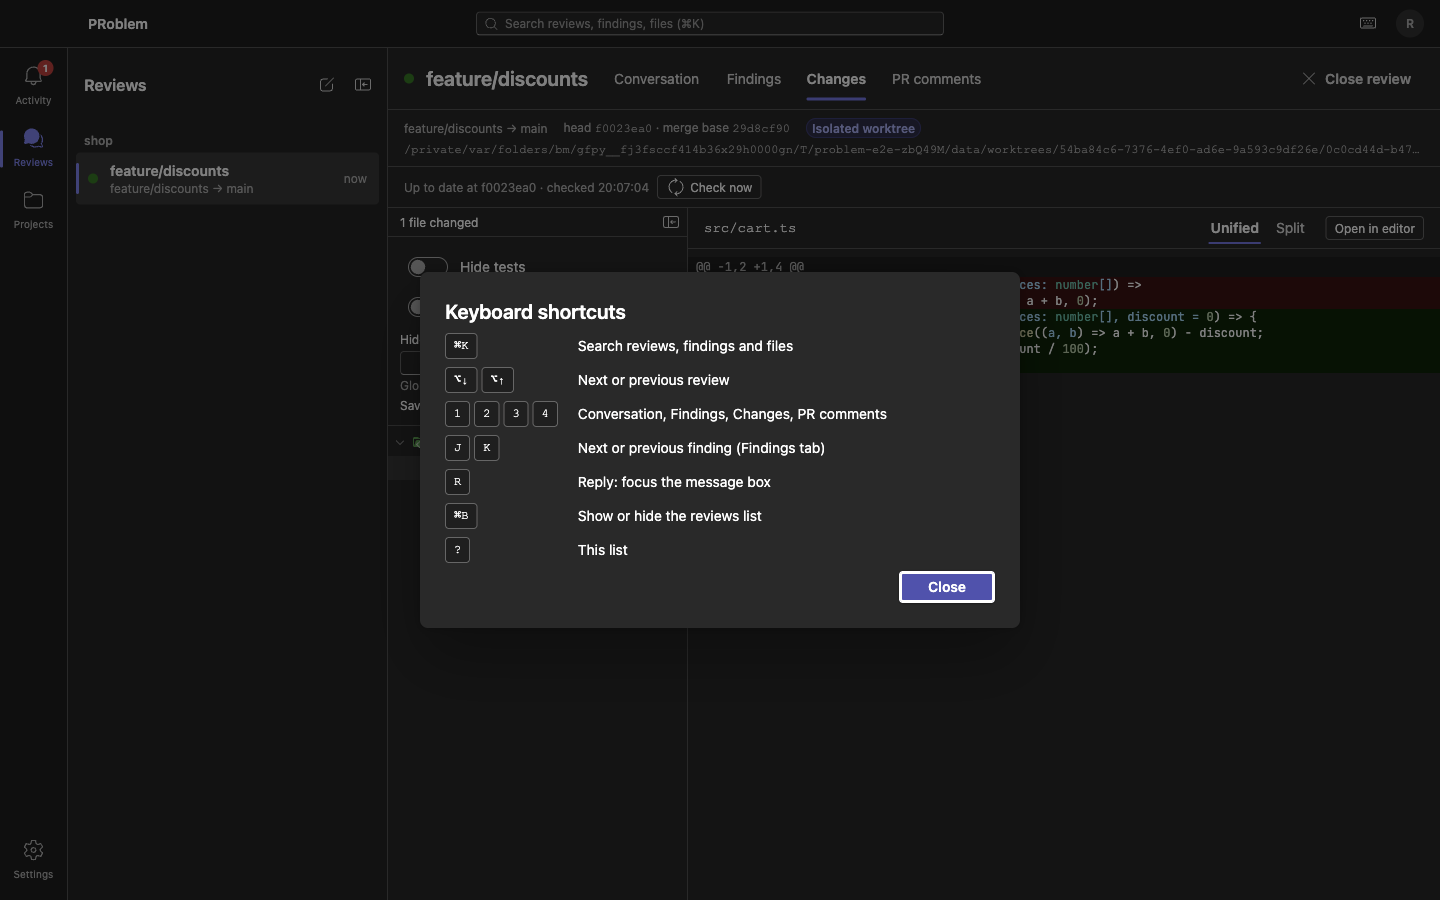 PRoblem
Search reviews, findings, files (⌘K)
R
1
Activity
Reviews
Projects
Settings
Reviews
shop
feature/discounts
feature/discounts → main
now
feature/discounts
Conversation
Findings
Changes
PR comments
Close review
feature/discounts → main
head f0023ea0 · merge base 29d8cf90
Isolated worktree
/private/var/folders/bm/gfpy__fj3fsccf414b36x29h0000gn/T/problem-e2e-zbQ49M/data/worktrees/54ba84c6-7376-4ef0-ad6e-9a593c9df26e/0c0cd44d-b47…
Up to date at f0023ea0 · checked 20:07:04
Check now
1 file changed
src/cart.ts
Unified
Split
Open in editor
Hide tests
@@ -1,2 +1,4 @@
ces: number[]) =>
a + b, 0);
ces: number[], discount = 0) => {
ce((a, b) => a + b, 0) - discount;
unt / 100);
Hid
Glo
Sav
Keyboard shortcuts
⌘K Search reviews, findings and files
⌥↓ ⌥↑ Next or previous review
1 2 3 4 Conversation, Findings, Changes, PR comments
J K Next or previous finding (Findings tab)
R Reply: focus the message box
⌘B Show or hide the reviews list
? This list
Close